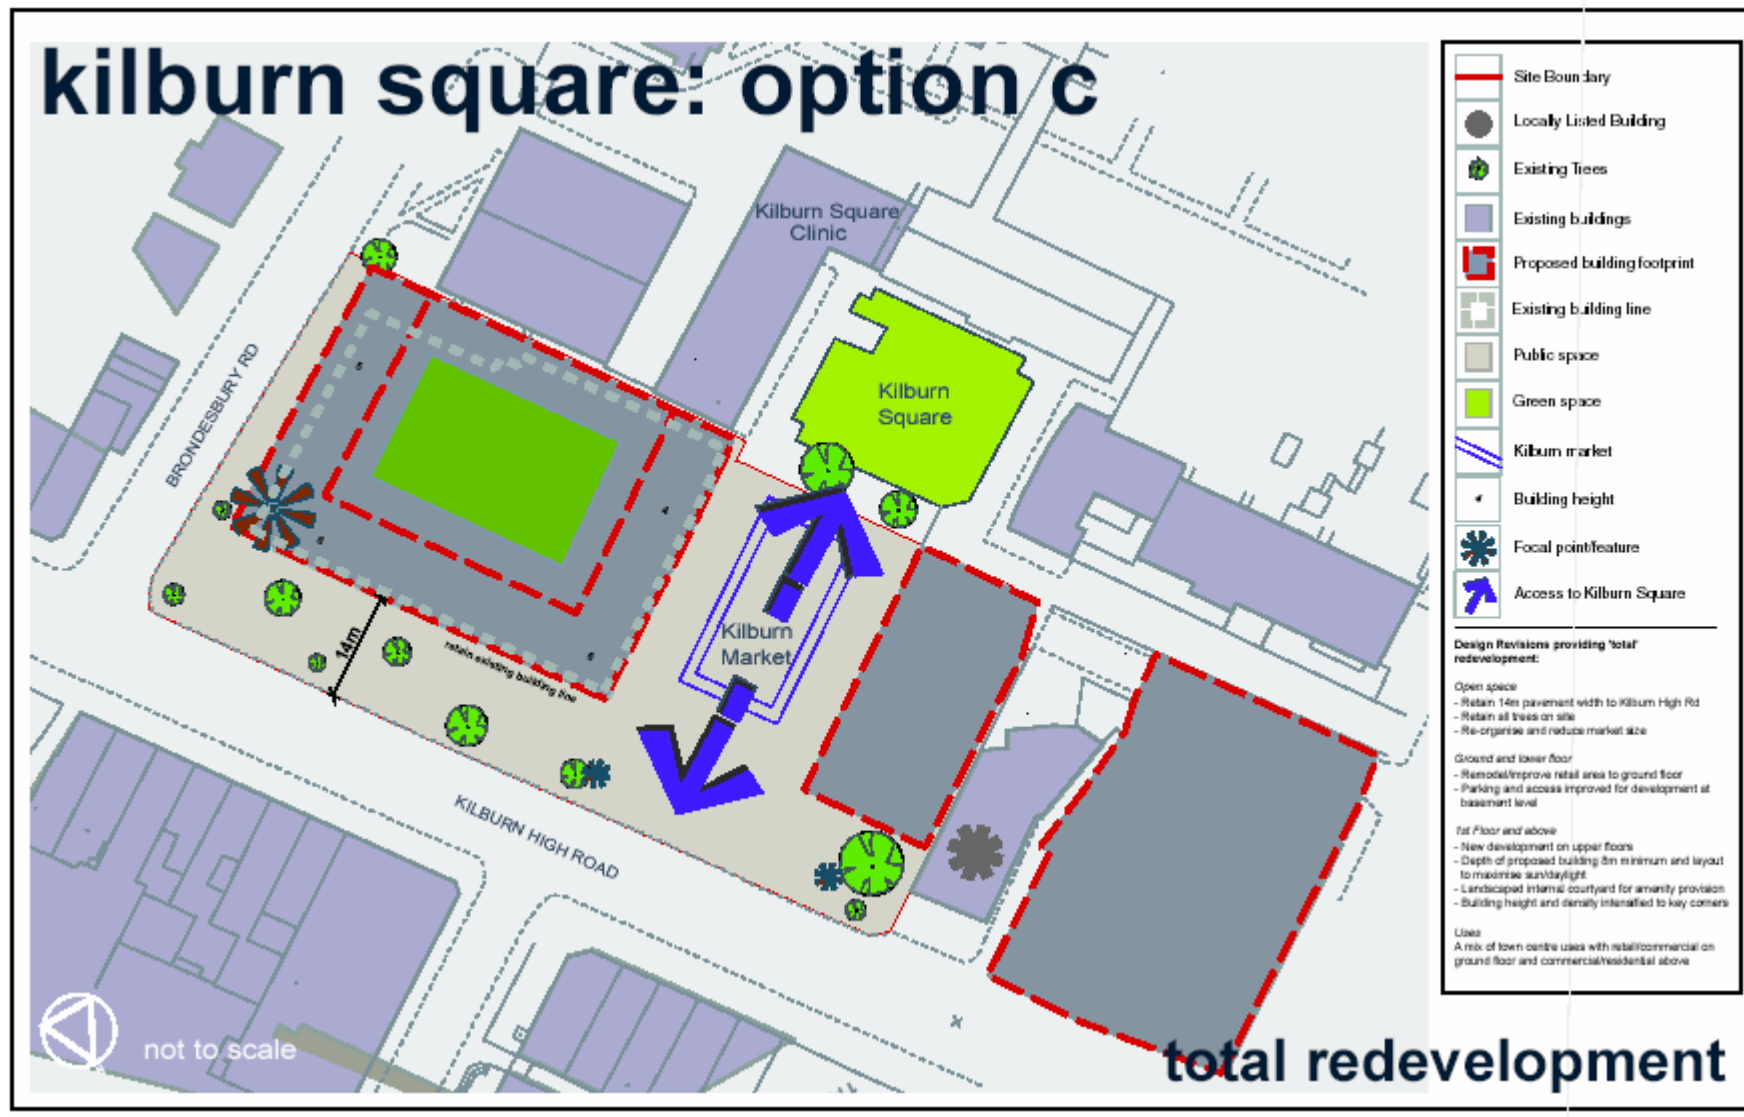 kilburn square: option c
Kilburn Square
Clinic
Kilburn
Square
BRONDESBURY RD
14m
retain existing building line
Kilburn
Market
KILBURN HIGH ROAD
not to scale
total redevelopment
Site Boundary
Locally Listed Building
Existing Trees
Existing buildings
Proposed building footprint
Existing building line
Public space
Green space
Kilburn market
Building height
Focal point/feature
Access to Kilburn Square
Design Revisions providing 'total'
redevelopment:
Open space
- Retain 14m pavement width to Kilburn High Rd
- Retain all trees on site
- Re-organise and reduce market size
Ground and lower floor
- Remodel/improve retail area to ground floor
- Parking and access improved for development at
basement level
1st Floor and above
- New development on upper floors
- Depth of proposed building 8m minimum and layout
to maximise sun/daylight
- Landscaped internal courtyard for amenity provision
- Building height and density intensified to key corners
Uses
A mix of town centre uses with retail/commercial on
ground floor and commercial/residential above